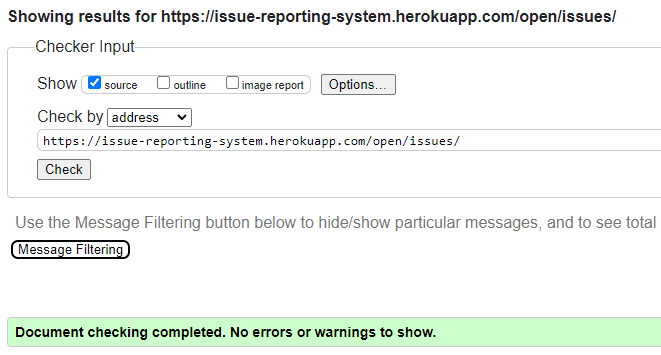 Showing results for https://issue-reporting-system.herokuapp.com/open/issues/
Checker Input
Show source outline image report Options...
Check by address
https://issue-reporting-system.herokuapp.com/open/issues/
Check
Use the Message Filtering button below to hide/show particular messages, and to see total
Message Filtering
Document checking completed. No errors or warnings to show.